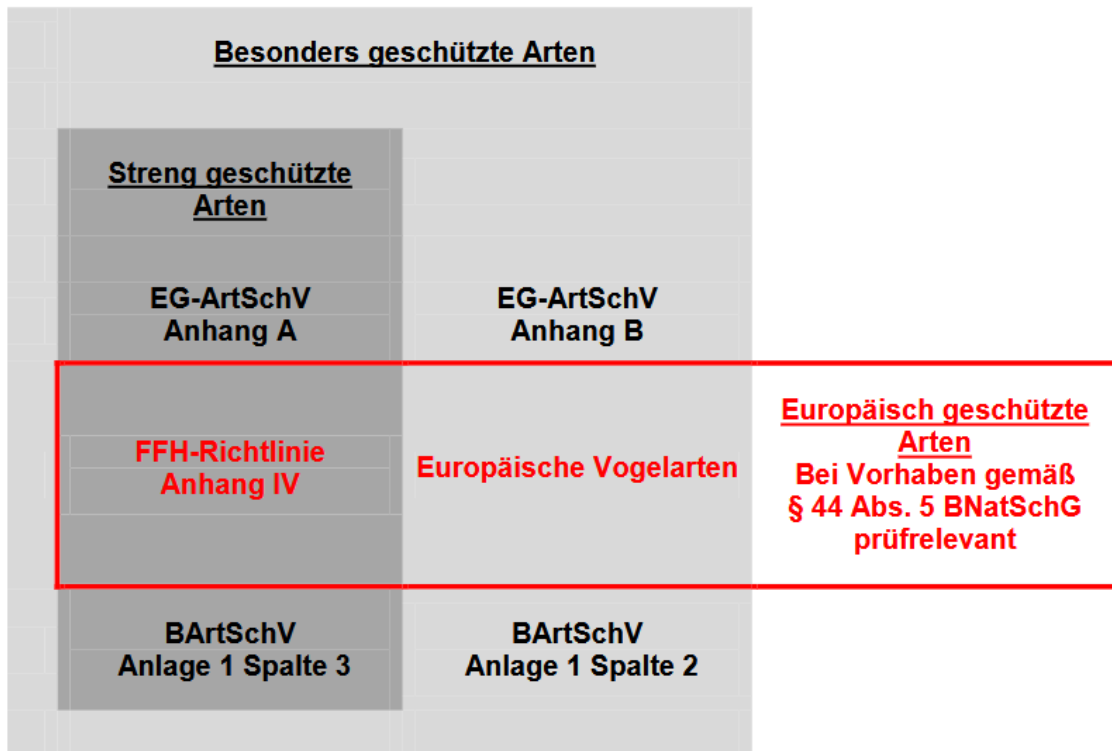 Besonders geschützte Arten
Streng geschützte
Arten
EG-ArtSchV
Anhang A
EG-ArtSchV
Anhang B
FFH-Richtlinie
Anhang IV
Europäische Vogelarten
Europäisch geschützte
Arten
Bei Vorhaben gemäß
§ 44 Abs. 5 BNatSchG
prüfrelevant
BArtSchV
Anlage 1 Spalte 3
BArtSchV
Anlage 1 Spalte 2